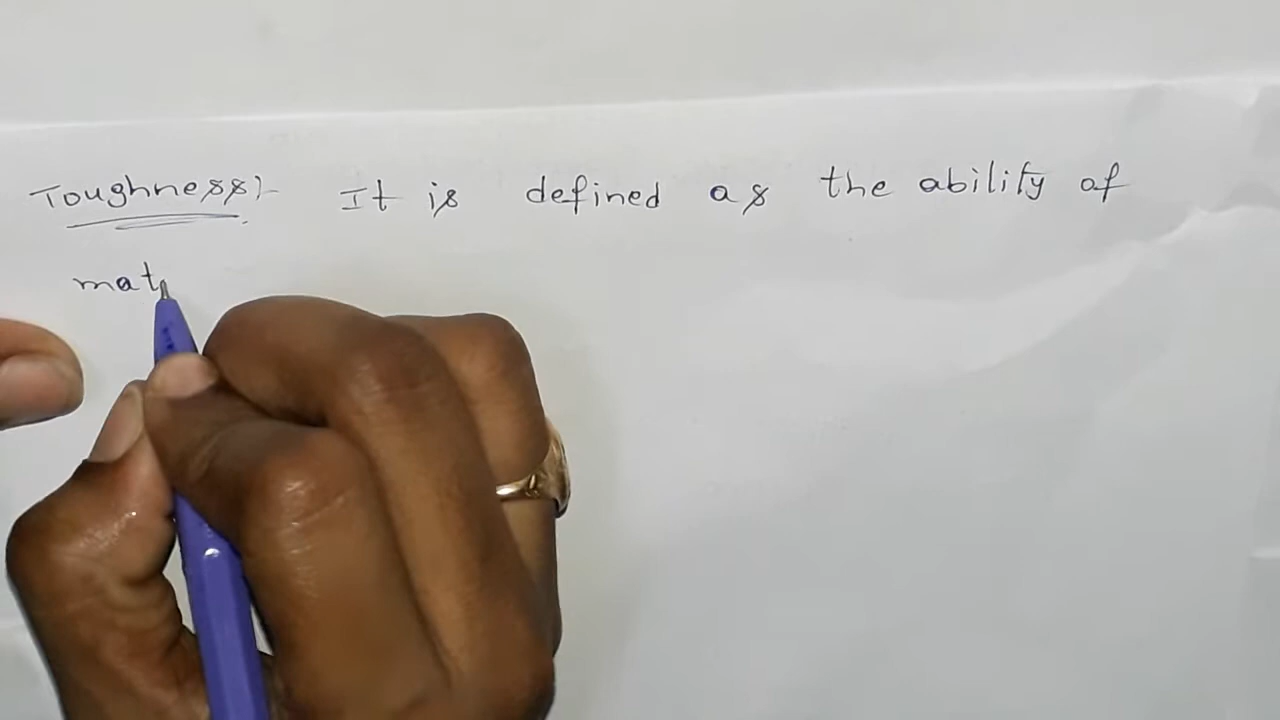 Toughness:- It is defined as the ability of
mat